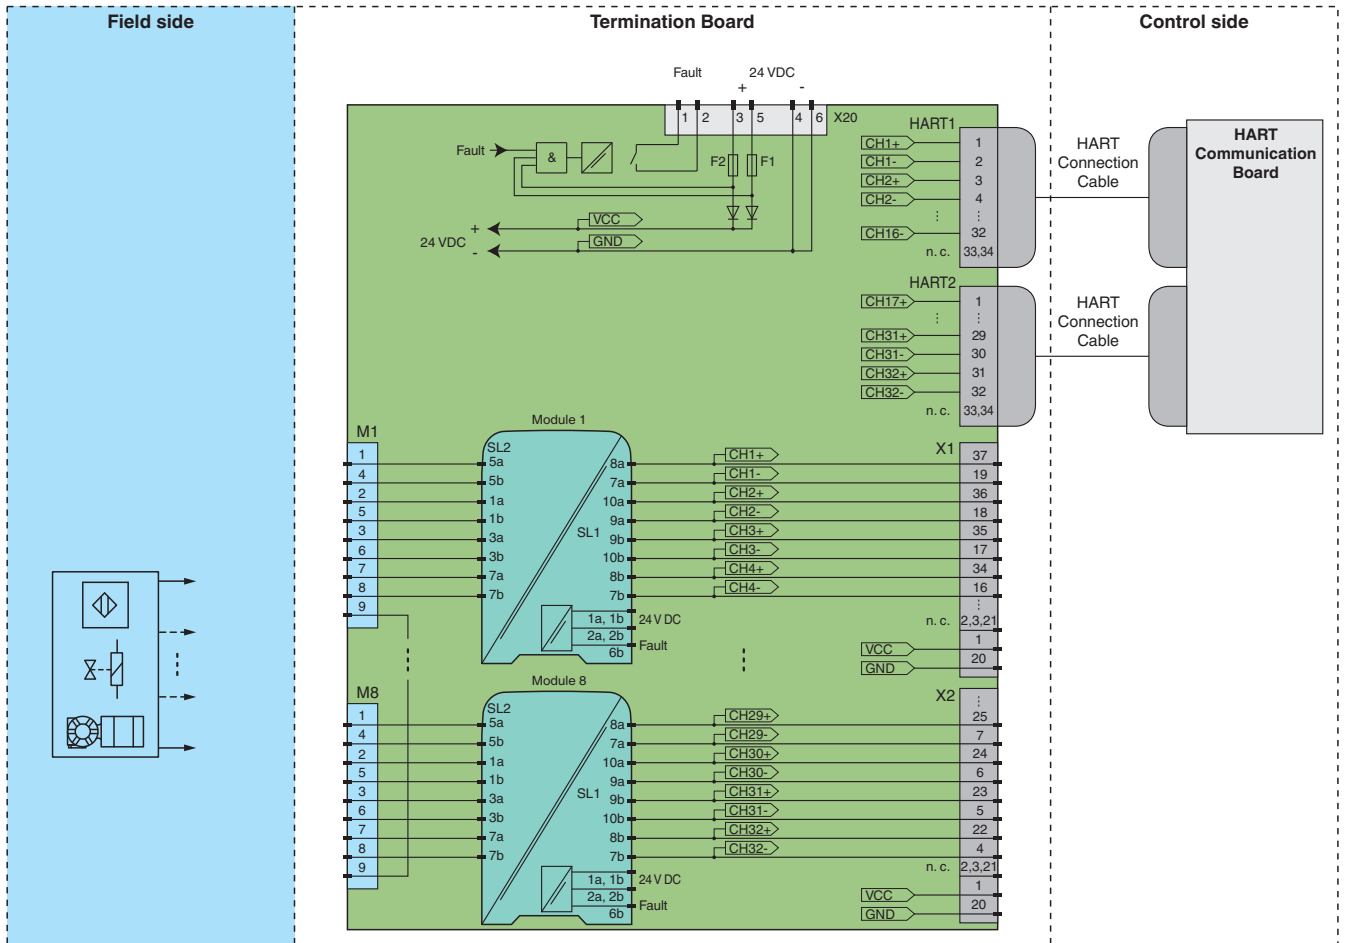 Field side
Termination Board
Control side
Fault
24 VDC
+
-
1
2
3
5
4
6
X20
Fault
&
F2
F1
VCC
GND
+
24 VDC
-
HART1
CH1+
1
CH1-
2
CH2+
3
CH2-
4
CH16-
32
n. c.
33,34
HART
Connection
Cable
HART
Communication
Board
HART2
CH17+
1
CH31+
29
CH31-
30
CH32+
31
CH32-
32
n. c.
33,34
HART
Connection
Cable
Module 1
M1
SL2
X1
1
5a
8a
CH1+
37
4
5b
7a
CH1-
19
2
1a
10a
CH2+
36
5
1b
9a
CH2-
18
3
3a
SL1
9b
CH3+
35
6
3b
10b
CH3-
17
7
7a
8b
CH4+
34
8
7b
7b
CH4-
16
9
1a, 1b
24 V DC
2a, 2b
Fault
6b
n. c.
2,3,21
VCC
1
GND
20
Module 8
M8
SL2
X2
1
5a
8a
CH29+
25
4
5b
7a
CH29-
7
2
1a
10a
CH30+
24
5
1b
9a
CH30-
6
3
3a
SL1
9b
CH31+
23
6
3b
10b
CH31-
5
7
7a
8b
CH32+
22
8
7b
7b
CH32-
4
9
1a, 1b
24 V DC
2a, 2b
Fault
6b
n. c.
2,3,21
VCC
1
GND
20